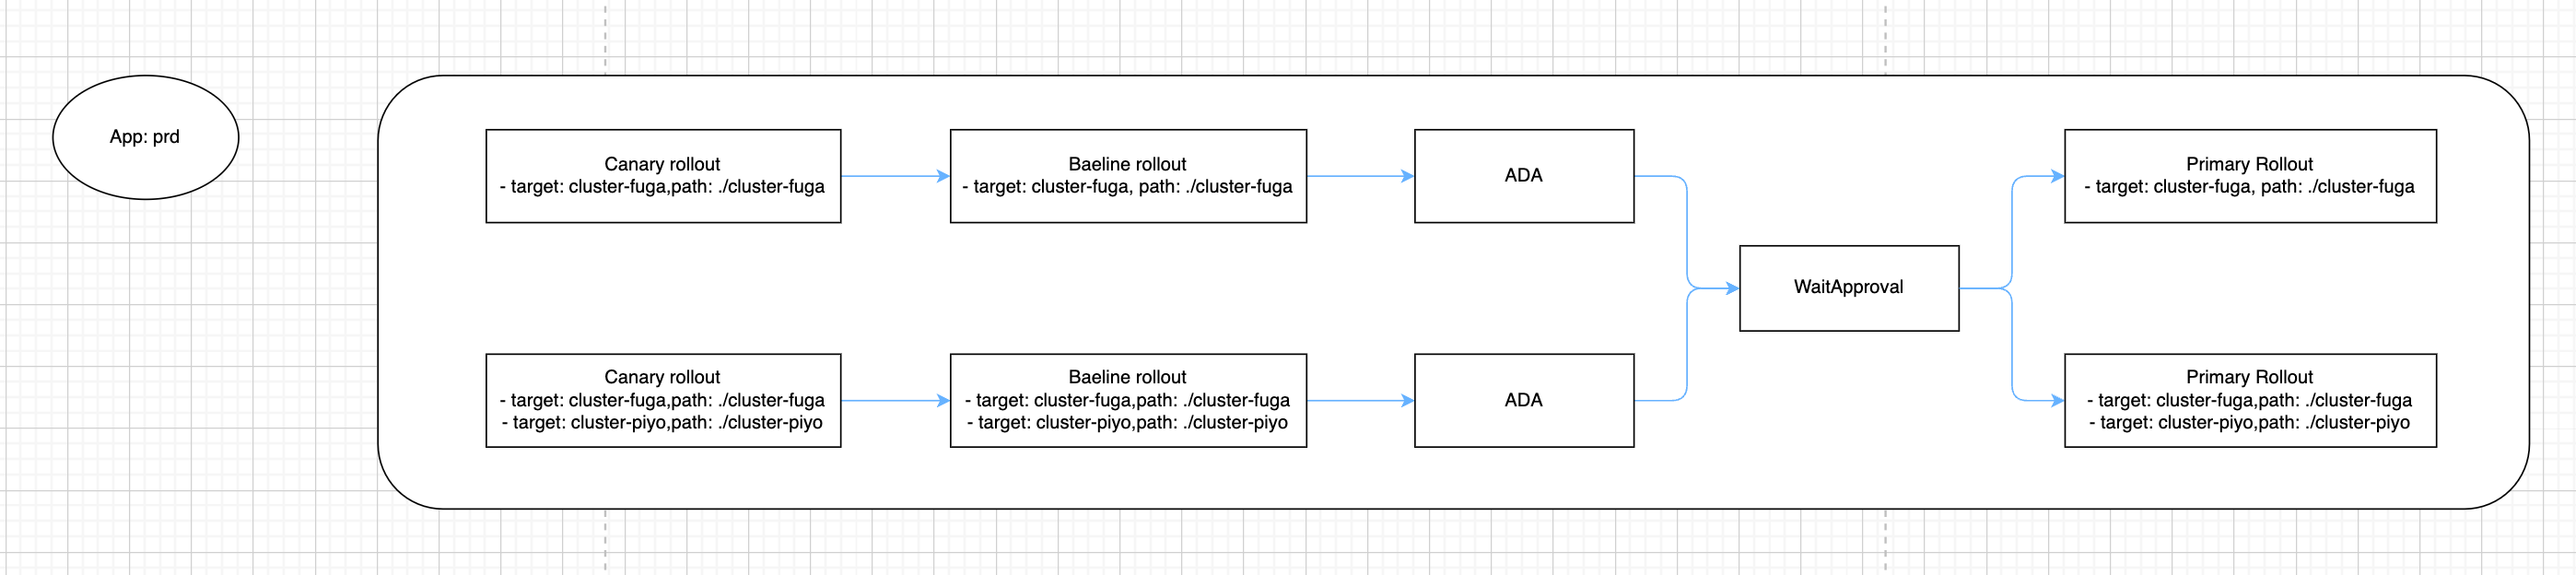 App: prd
Canary rollout
- target: cluster-fuga,path: ./cluster-fuga
Baeline rollout
- target: cluster-fuga, path: ./cluster-fuga
ADA
Primary Rollout
- target: cluster-fuga, path: ./cluster-fuga
WaitApproval
Canary rollout
- target: cluster-fuga,path: ./cluster-fuga
- target: cluster-piyo,path: ./cluster-piyo
Baeline rollout
- target: cluster-fuga,path: ./cluster-fuga
- target: cluster-piyo,path: ./cluster-piyo
ADA
Primary Rollout
- target: cluster-fuga,path: ./cluster-fuga
- target: cluster-piyo,path: ./cluster-piyo